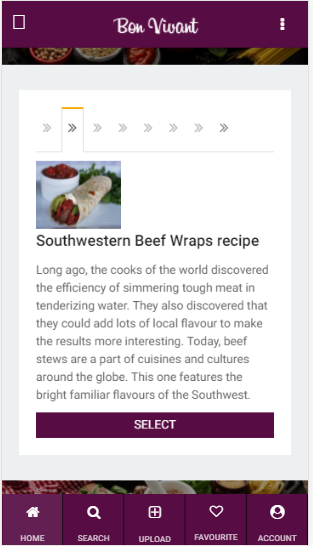 Bon Vivant
Southwestern Beef Wraps recipe
Long ago, the cooks of the world discovered
the efficiency of simmering tough meat in
tenderizing water. They also discovered that
they could add lots of local flavour to make
the results more interesting. Today, beef
stews are a part of cuisines and cultures
around the globe. This one features the
bright familiar flavours of the Southwest.
SELECT
HOME SEARCH UPLOAD FAVOURITE ACCOUNT